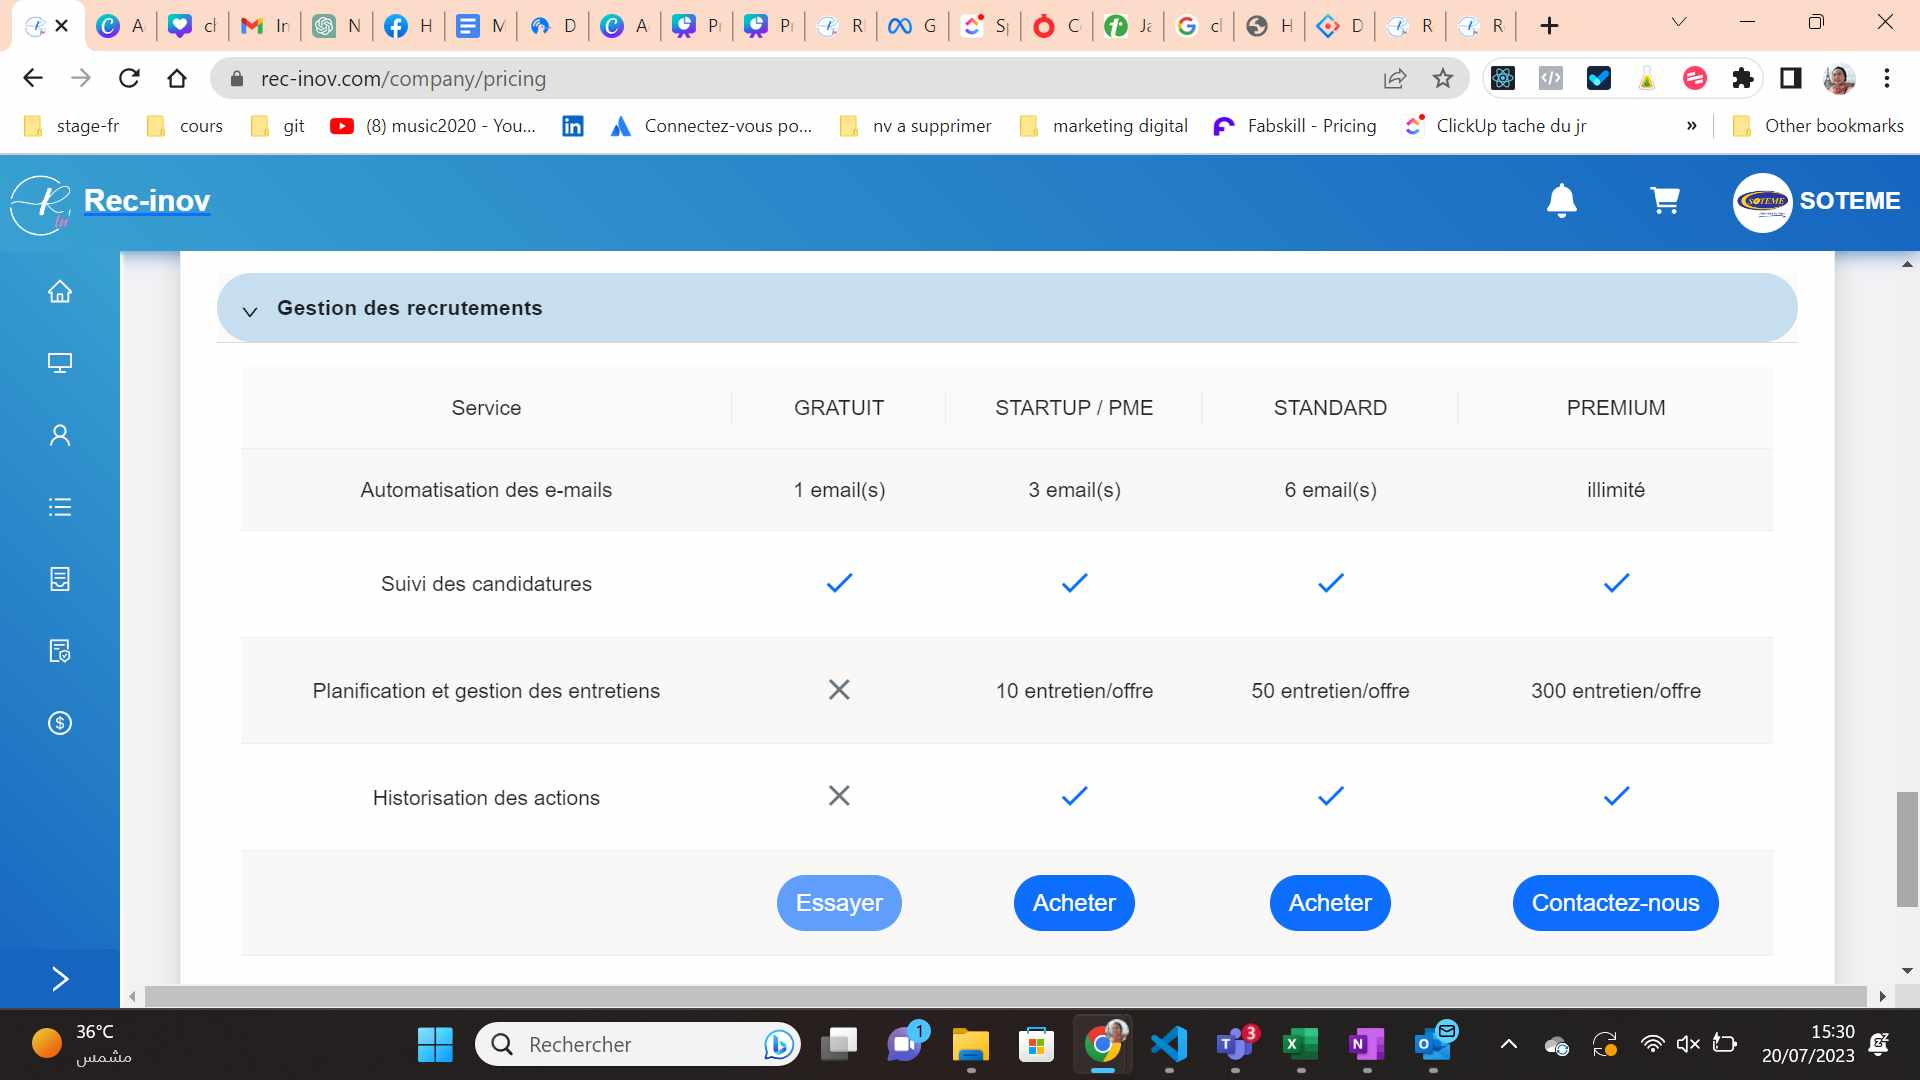 A
cl
In
N
H
M
D
A
P
P
R
G
S
C
Ja
cl
H
D
R
R
rec-inov.com/company/pricing
stage-fr
cours
git
(8) music2020 - You...
Connectez-vous po...
nv a supprimer
marketing digital
Fabskill - Pricing
ClickUp tache du jr
»
Other bookmarks
Rec-inov
SOTEME
SOTEME
Gestion des recrutements
Service GRATUIT STARTUP / PME STANDARD PREMIUM
Automatisation des e-mails 1 email(s) 3 email(s) 6 email(s) illimité
Suivi des candidatures
Planification et gestion des entretiens 10 entretien/offre 50 entretien/offre 300 entretien/offre
Historisation des actions
Essayer Acheter Acheter Contactez-nous
36°C
مشمس
Rechercher
1
3
15:30
20/07/2023